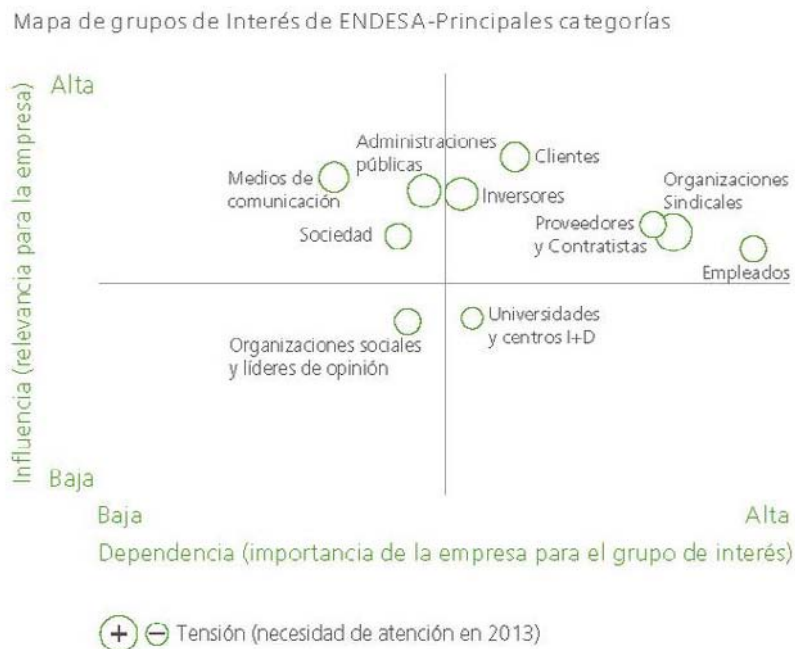 Mapa de grupos de Interés de ENDESA-Principales categorías
Influencia (relevancia para la empresa)
Alta
Administraciones
públicas
Clientes
Medios de
comunicación
Inversores
Organizaciones
Sindicales
Sociedad
Proveedores
y Contratistas
Empleados
Universidades
y centros I+D
Organizaciones sociales
y líderes de opinión
Baja
Baja
Alta
Dependencia (importancia de la empresa para el grupo de interés)
+ − Tensión (necesidad de atención en 2013)